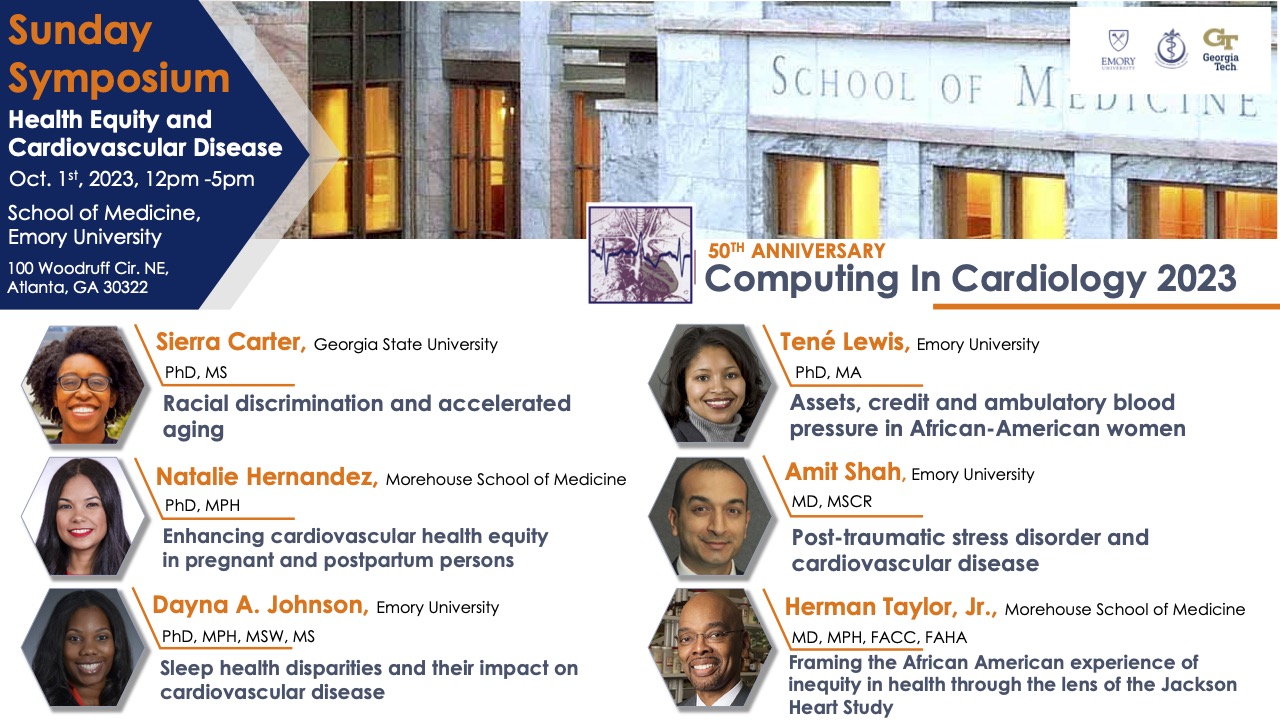 Sunday
Symposium
Health Equity and
Cardiovascular Disease
Oct. 1st, 2023, 12pm -5pm
School of Medicine,
Emory University
100 Woodruff Cir. NE,
Atlanta, GA 30322
SCHOOL OF MEDICINE
EMORY
UNIVERSITY
GT
Georgia
Tech
50TH ANNIVERSARY
Computing In Cardiology 2023
Sierra Carter, Georgia State University
PhD, MS
Racial discrimination and accelerated
aging
Natalie Hernandez, Morehouse School of Medicine
PhD, MPH
Enhancing cardiovascular health equity
in pregnant and postpartum persons
Dayna A. Johnson, Emory University
PhD, MPH, MSW, MS
Sleep health disparities and their impact on
cardiovascular disease
Tené Lewis, Emory University
PhD, MA
Assets, credit and ambulatory blood
pressure in African-American women
Amit Shah, Emory University
MD, MSCR
Post-traumatic stress disorder and
cardiovascular disease
Herman Taylor, Jr., Morehouse School of Medicine
MD, MPH, FACC, FAHA
Framing the African American experience of
inequity in health through the lens of the Jackson
Heart Study